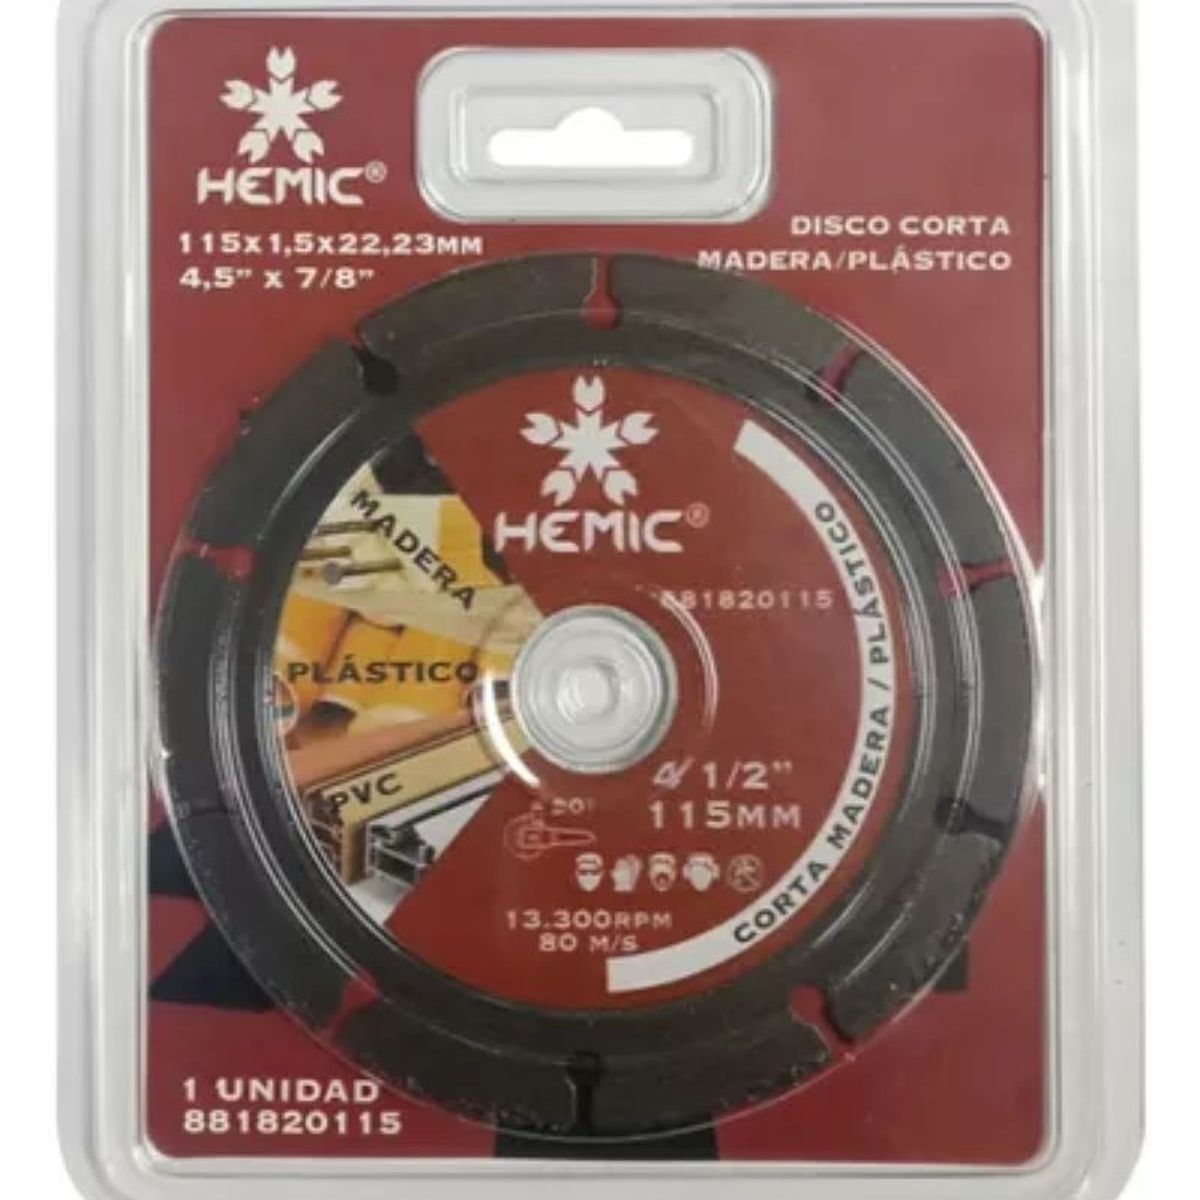 HEMIC®
115x1,5x22,23MM
4,5" x 7/8"
DISCO CORTA
MADERA/PLÁSTICO
HEMIC®
881820115
MADERA
PLÁSTICO
PVC
1/2"
115MM
13.300RPM
80 M/S
CORTA MADERA / PLÁSTICO
1 UNIDAD
881820115